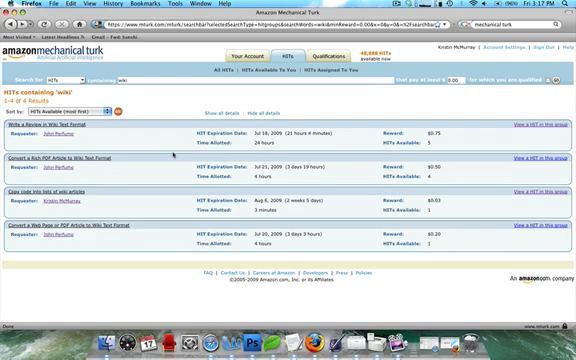 Firefox File Edit View History Bookmarks Tools Window Help
Fri 3:17 PM
Amazon Mechanical Turk
mechanical turk
Most Visited Latest Headlines
Kristin McMurray Account Settings Sign Out Help
amazon mechanical turk
Artificial Artificial Intelligence
Your Account HITs Qualifications
available now
All HITs HITs Available To You HITs Assigned To You
Search for HITs containing wiki that pay at least $ 0.00 for which you are qualified GO
HITs containing 'wiki'
1-4 of 4 Results
Sort by: HITs Available (most first) GO Show all details Hide all details
Write a Review in Wiki Text Format View a HIT in this group
Requester: John Perfumo HIT Expiration Date: Jul 18, 2009 (21 hours 4 minutes) Reward: $0.75
Time Allotted: 24 hours HITs Available: 5
Convert a Rich PDF Article to Wiki Text Format View a HIT in this group
Requester: John Perfumo HIT Expiration Date: Jul 21, 2009 (3 days 19 hours) Reward: $0.50
Time Allotted: 4 hours HITs Available: 4
Copy code into lists of wiki articles View a HIT in this group
Requester: Kristin McMurray HIT Expiration Date: Aug 6, 2009 (2 weeks 5 days) Reward: $0.03
Time Allotted: 3 minutes HITs Available: 1
Convert a Web Page or PDF Article to Wiki Text Format View a HIT in this group
Requester: John Perfumo HIT Expiration Date: Jul 20, 2009 (3 days 3 hours) Reward: $0.20
Time Allotted: 4 hours HITs Available: 1
FAQ | Contact Us | Careers at Amazon | Developers | Press | Policies
©2005-2009 Amazon.com, Inc. or its Affiliates
An amazon.com company
Done
www.mturk.com
17
Ps